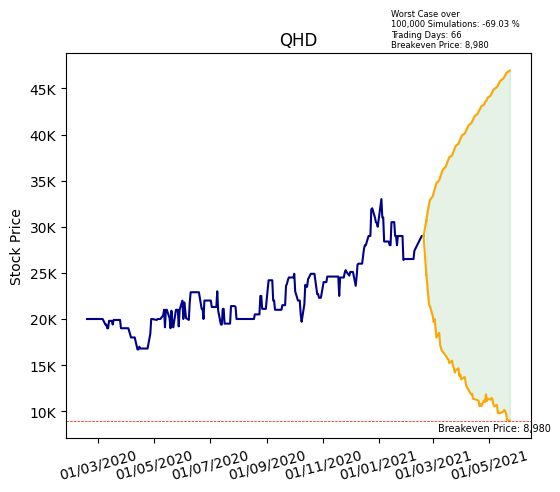 Worst Case over
100,000 Simulations: -69.03 %
Trading Days: 66
Breakeven Price: 8,980
QHD
Stock Price
45K
40K
35K
30K
25K
20K
15K
10K
Breakeven Price: 8,980
01/03/2020
01/05/2020
01/07/2020
01/09/2020
01/11/2020
01/01/2021
01/03/2021
01/05/2021